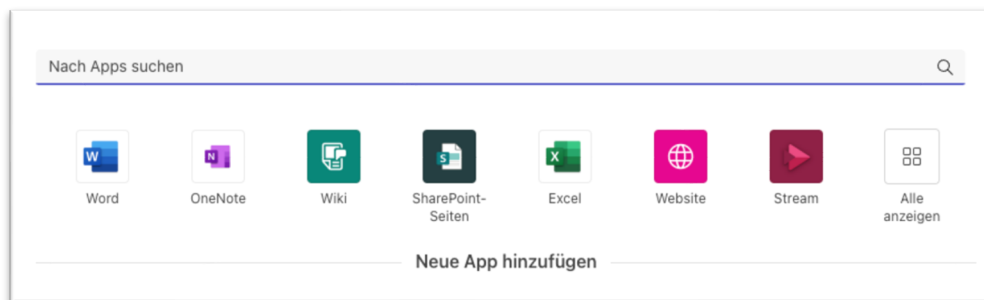 Nach Apps suchen
W
N
S
X
Word
OneNote
Wiki
SharePoint-
Seiten
Excel
Website
Stream
Alle
anzeigen
Neue App hinzufügen